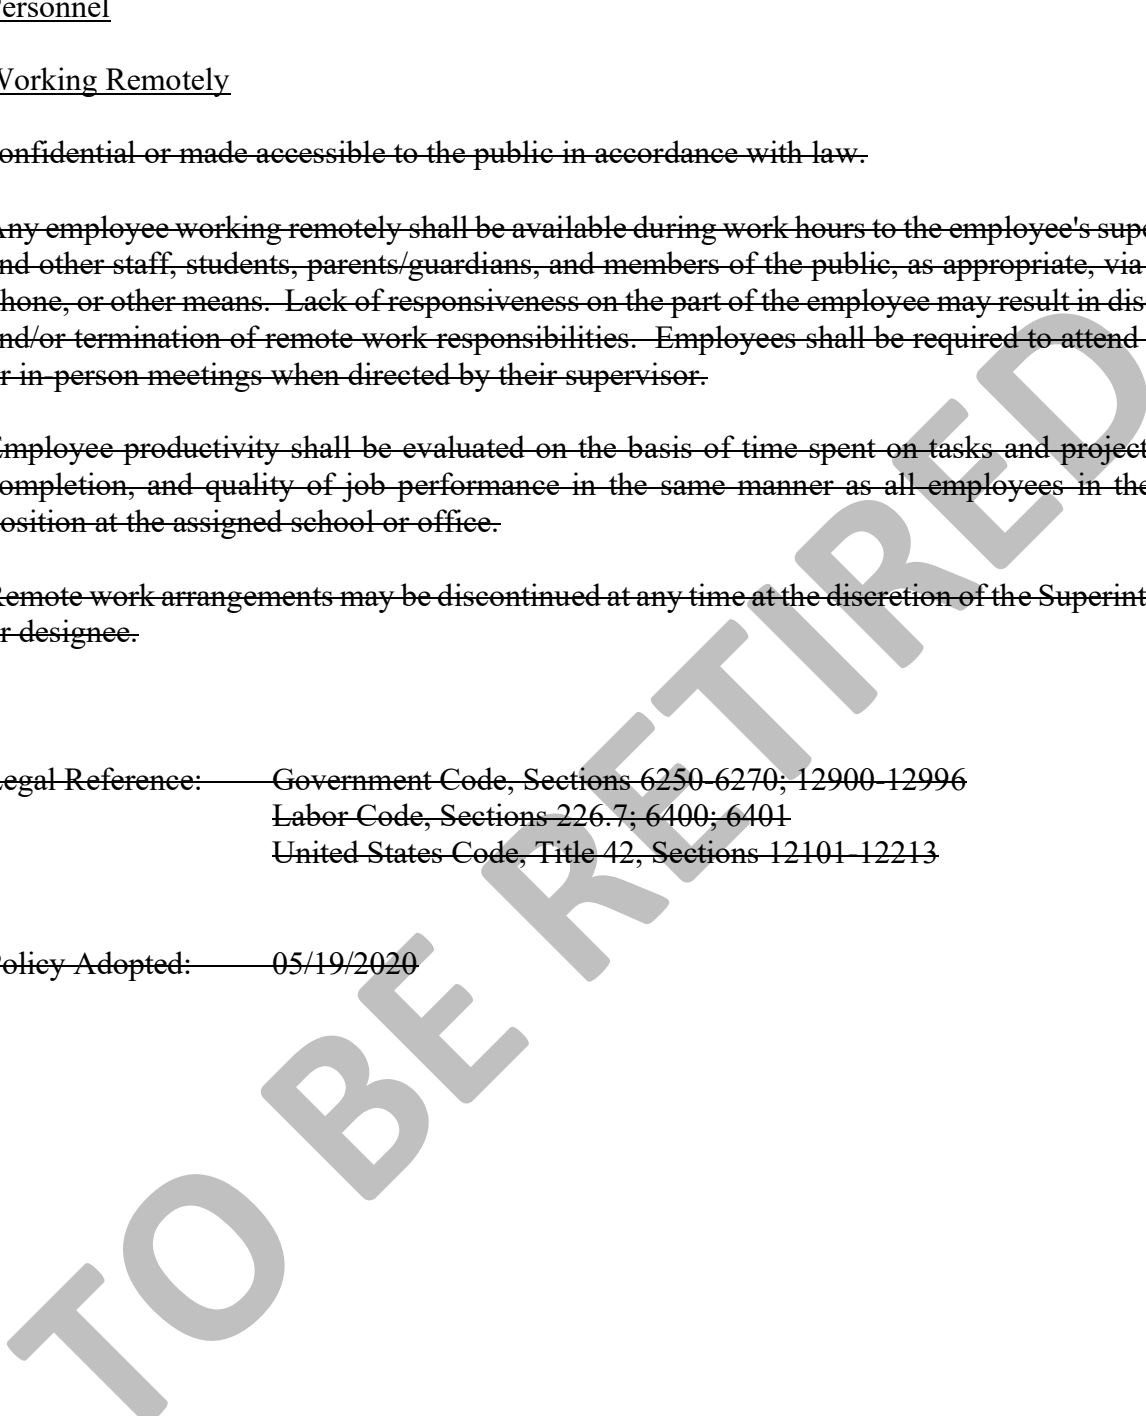 ersonnel
Working Remotely
onfidential or made accessible to the public in accordance with law.
Any employee working remotely shall be available during work hours to the employee's supe
nd other staff, students, parents/guardians, and members of the public, as appropriate, via
hone, or other means. Lack of responsiveness on the part of the employee may result in dis
nd/or termination of remote work responsibilities. Employees shall be required to attend
r in-person meetings when directed by their supervisor.
Employee productivity shall be evaluated on the basis of time spent on tasks and project
ompletion, and quality of job performance in the same manner as all employees in the
osition at the assigned school or office.
Remote work arrangements may be discontinued at any time at the discretion of the Superint
r designee.
Legal Reference: Government Code, Sections 6250-6270; 12900-12996
Labor Code, Sections 226.7; 6400; 6401
United States Code, Title 42, Sections 12101-12213
olicy Adopted: 05/19/2020
TO BE RETIRED